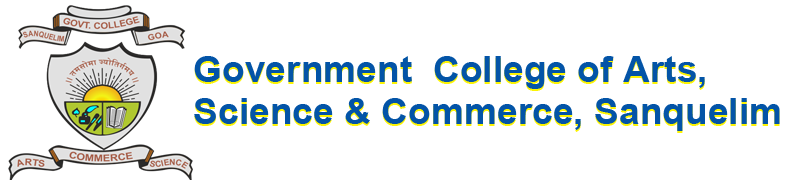 GOVT. COLLEGE
SANQUELIM GOA
॥ तमसोमा ज्योतिर्गमय ॥
ARTS COMMERCE SCIENCE
Government College of Arts,
Science & Commerce, Sanquelim